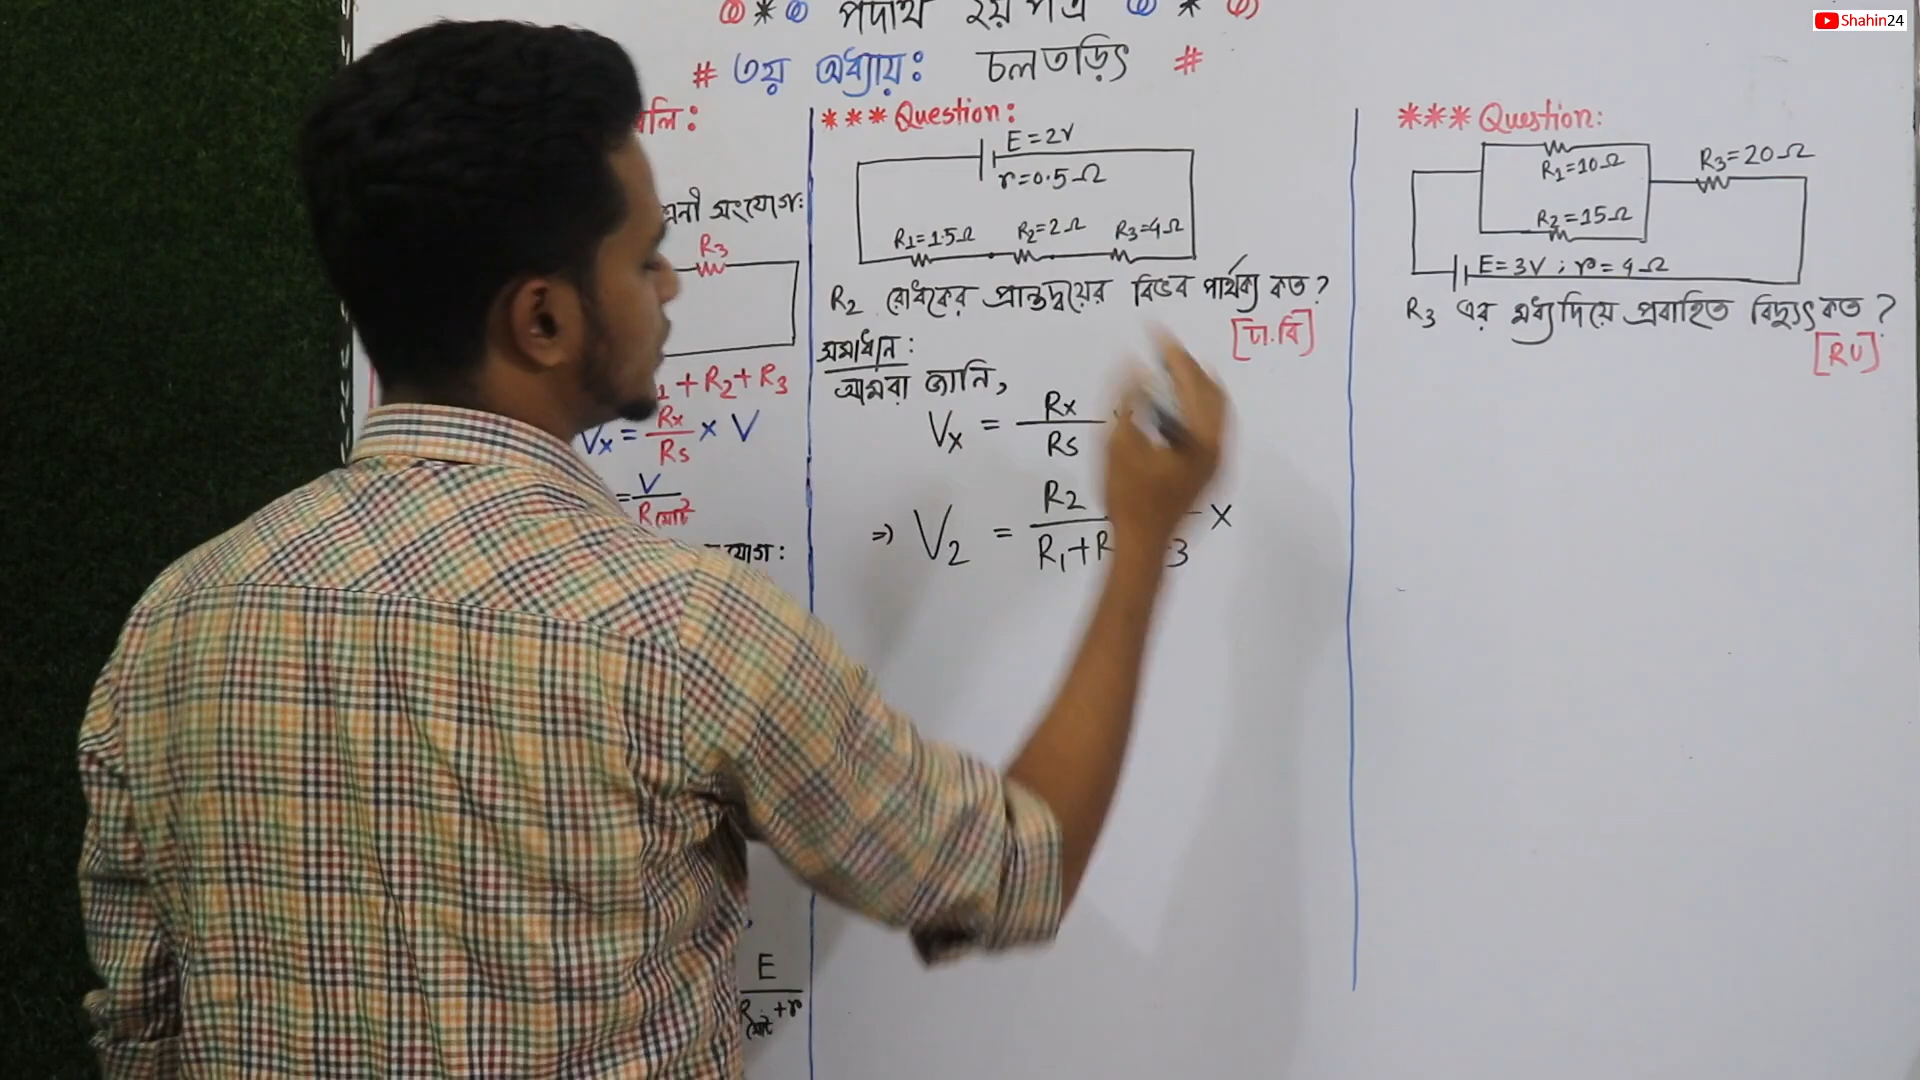 Shahin24
পদার্থ ২য় পত্র
# ৩য় অধ্যায়: চলতড়িৎ #
সংযোগ:
R3
+ R2 + R3
Vx = Rx/Rs × V
= V/Rমোট
E/Rমোট+r
*** Question:
E=2V
r=0.5Ω
R1=1.5Ω R2=2Ω R3=4Ω
R2 রোধকের প্রান্তদ্বয়ের বিভব পার্থক্য কত?
[ঢা.বি]
সমাধান:
আমরা জানি,
Vx = Rx/Rs
=> V2 = R2/R1+R 3 ×
*** Question:
R1=10Ω
R3=20Ω
R2=15Ω
E=3V ; r=4Ω
R3 এর মধ্যদিয়ে প্রবাহিত বিদ্যুৎ কত?
[RU]